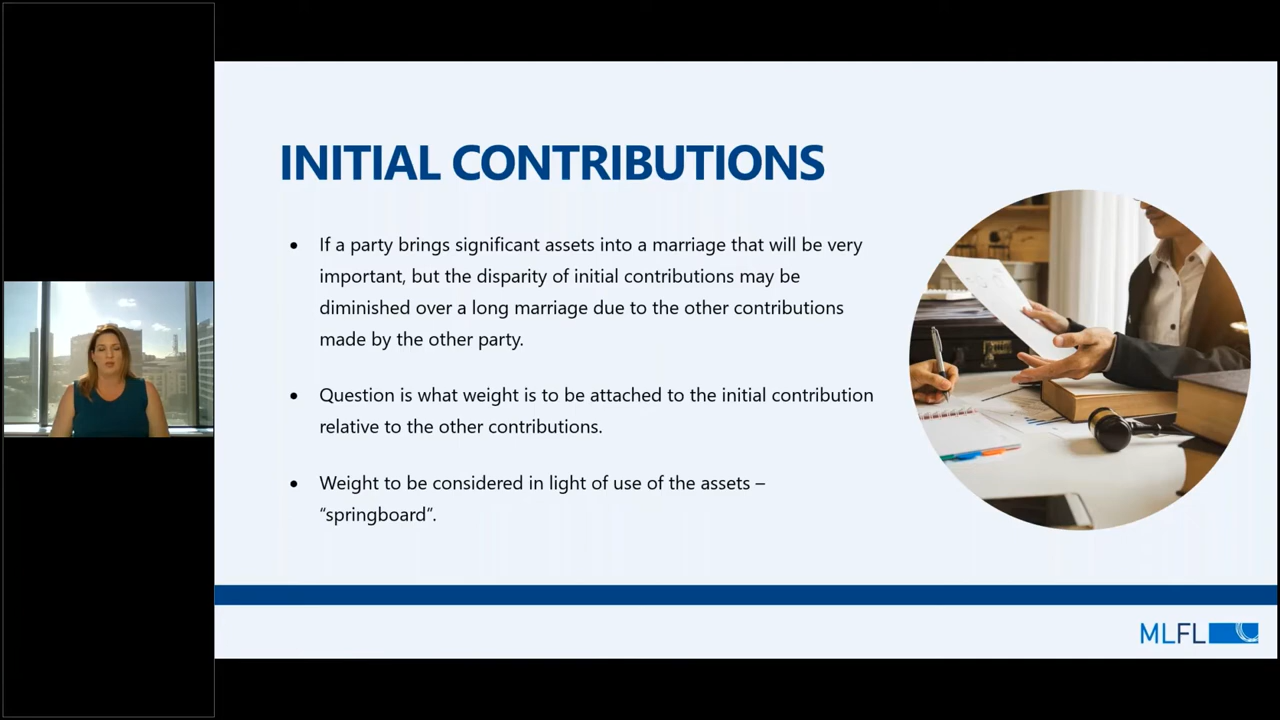 INITIAL CONTRIBUTIONS
• If a party brings significant assets into a marriage that will be very
important, but the disparity of initial contributions may be
diminished over a long marriage due to the other contributions
made by the other party.
• Question is what weight is to be attached to the initial contribution
relative to the other contributions.
• Weight to be considered in light of use of the assets –
“springboard”.
MLFL